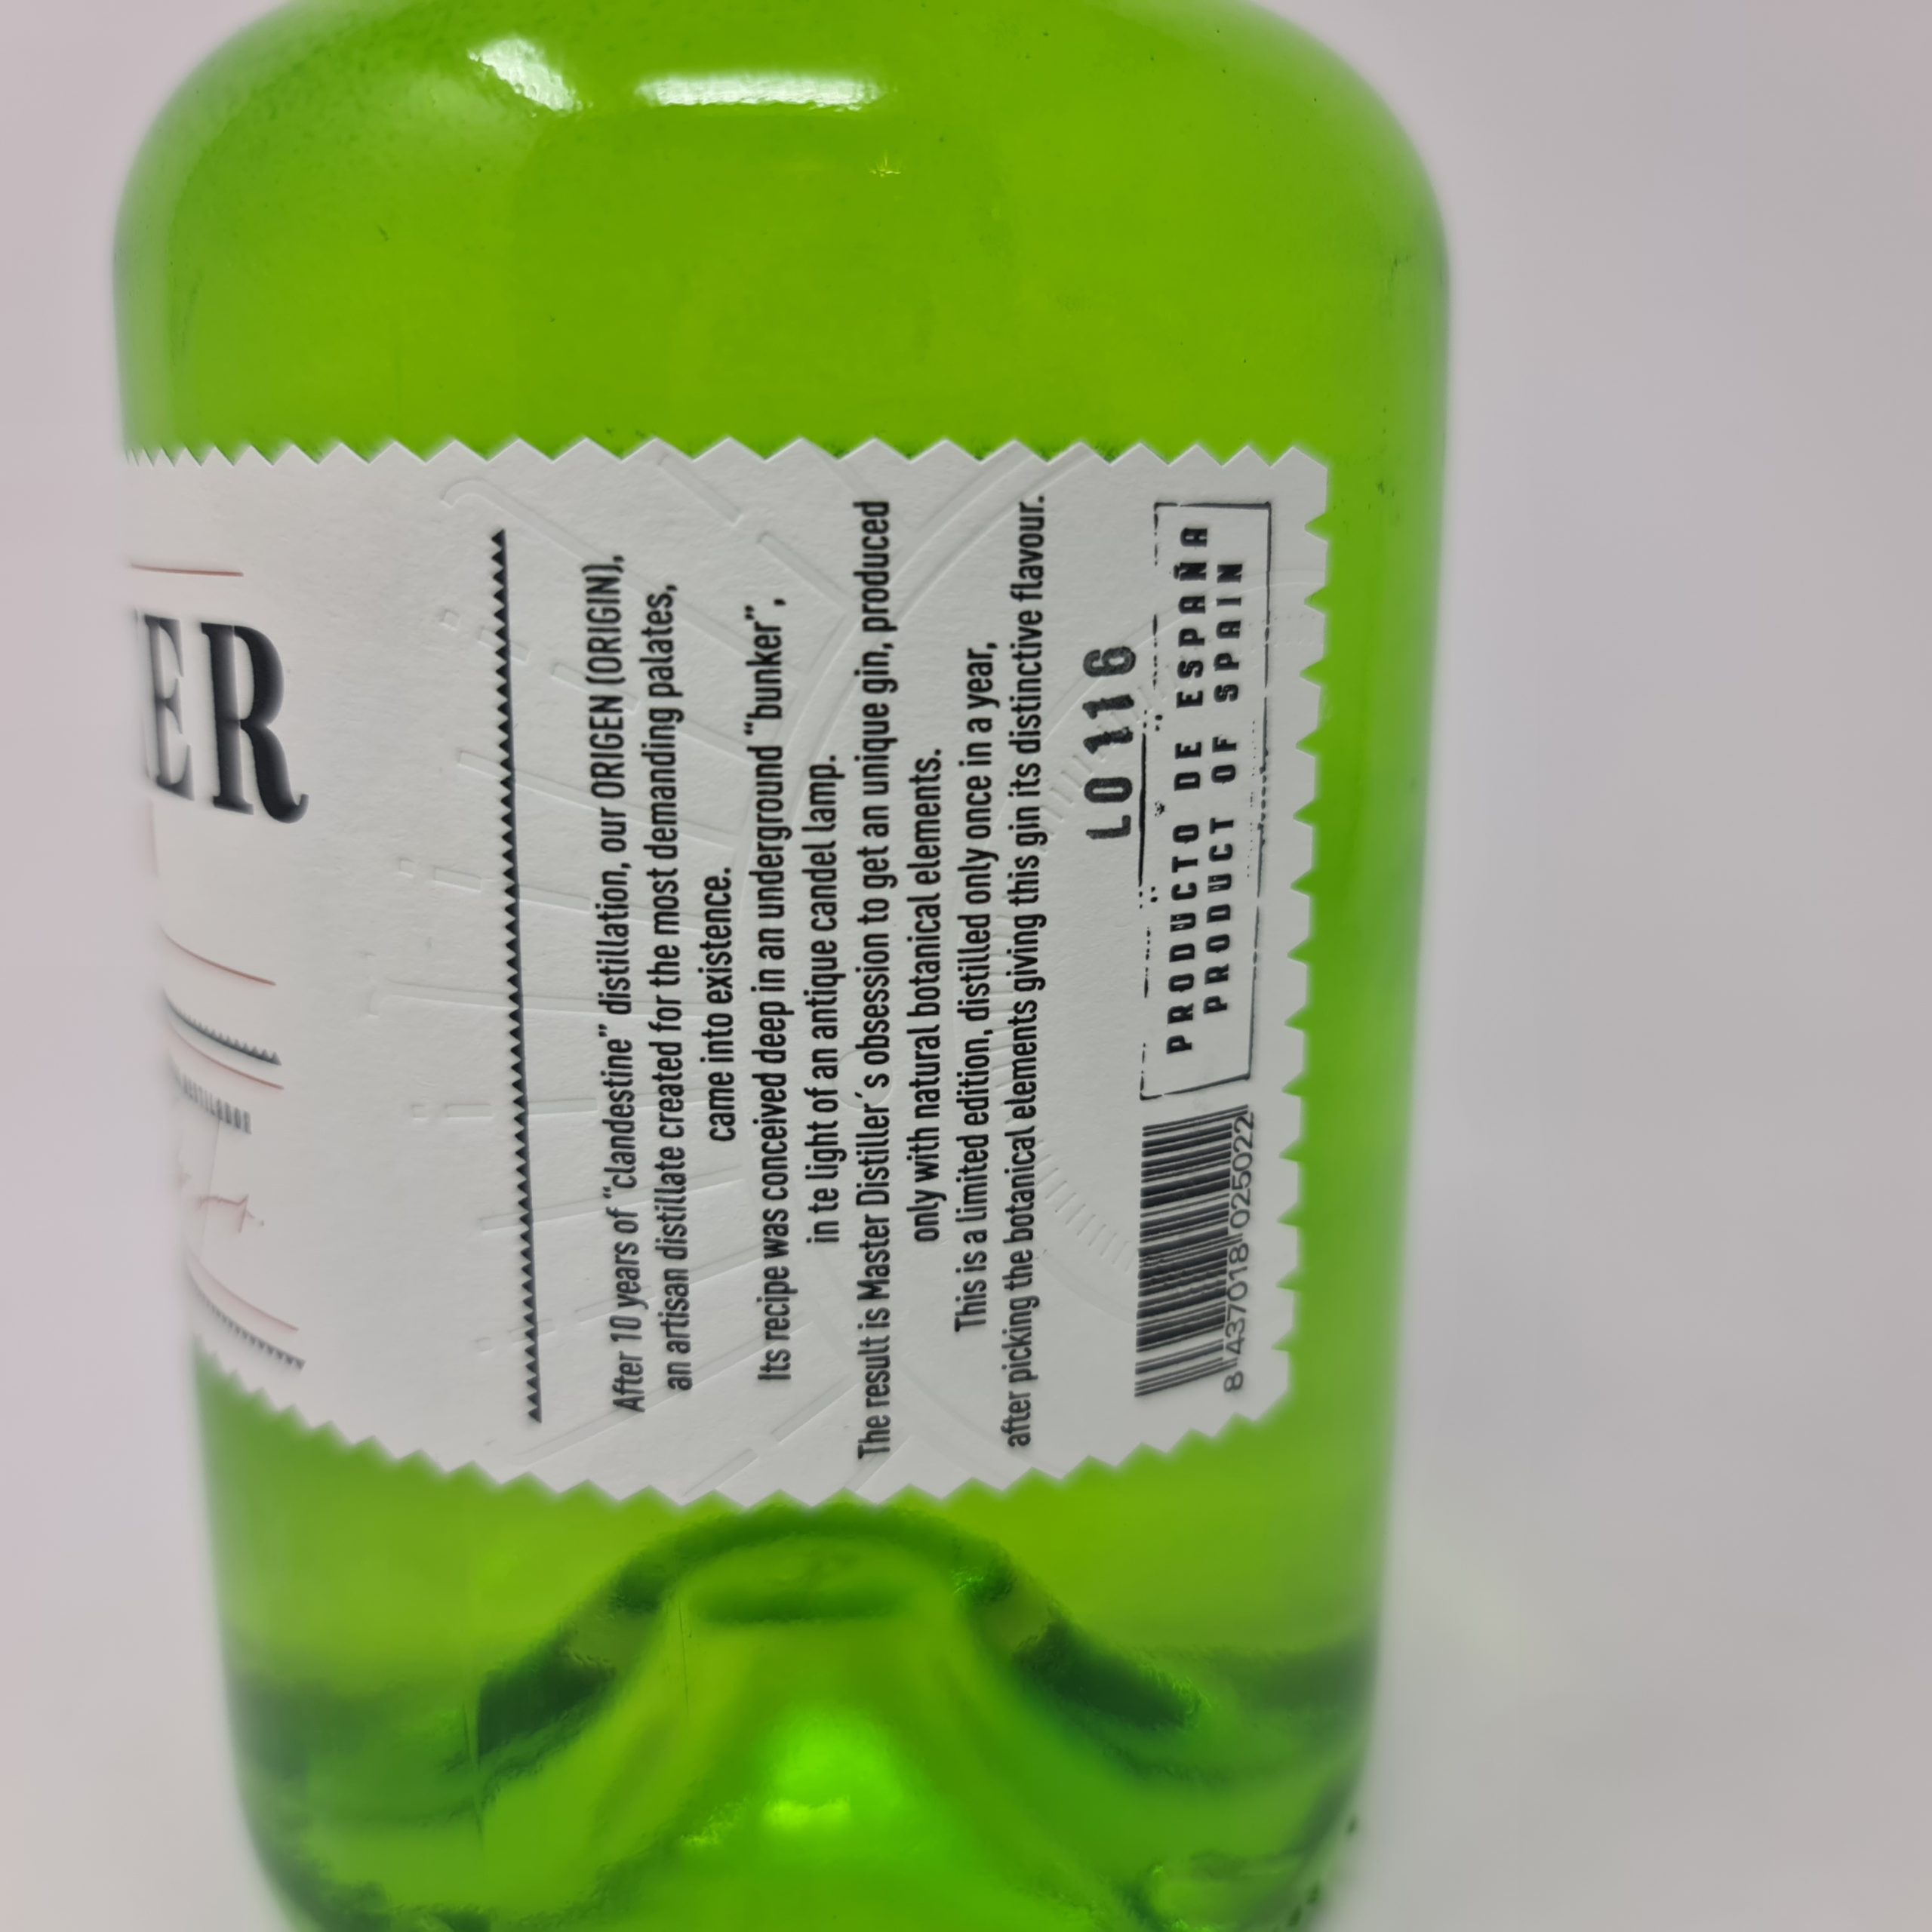 ER
After 10 years of “clandestine” distillation, our ORIGEN (ORIGIN),
an artisan distillate created for the most demanding palates,
came into existence.
Its recipe was conceived deep in an underground “bunker”,
in te light of an antique candel lamp.
The result is Master Distiller´s obsession to get an unique gin, produced
only with natural botanical elements.
This is a limited edition, distilled only once in a year,
after picking the botanical elements giving this gin its distinctive flavour.
L0116
PRODUCTO DE ESPAÑA
PRODUCT OF SPAIN
8 437018 025022